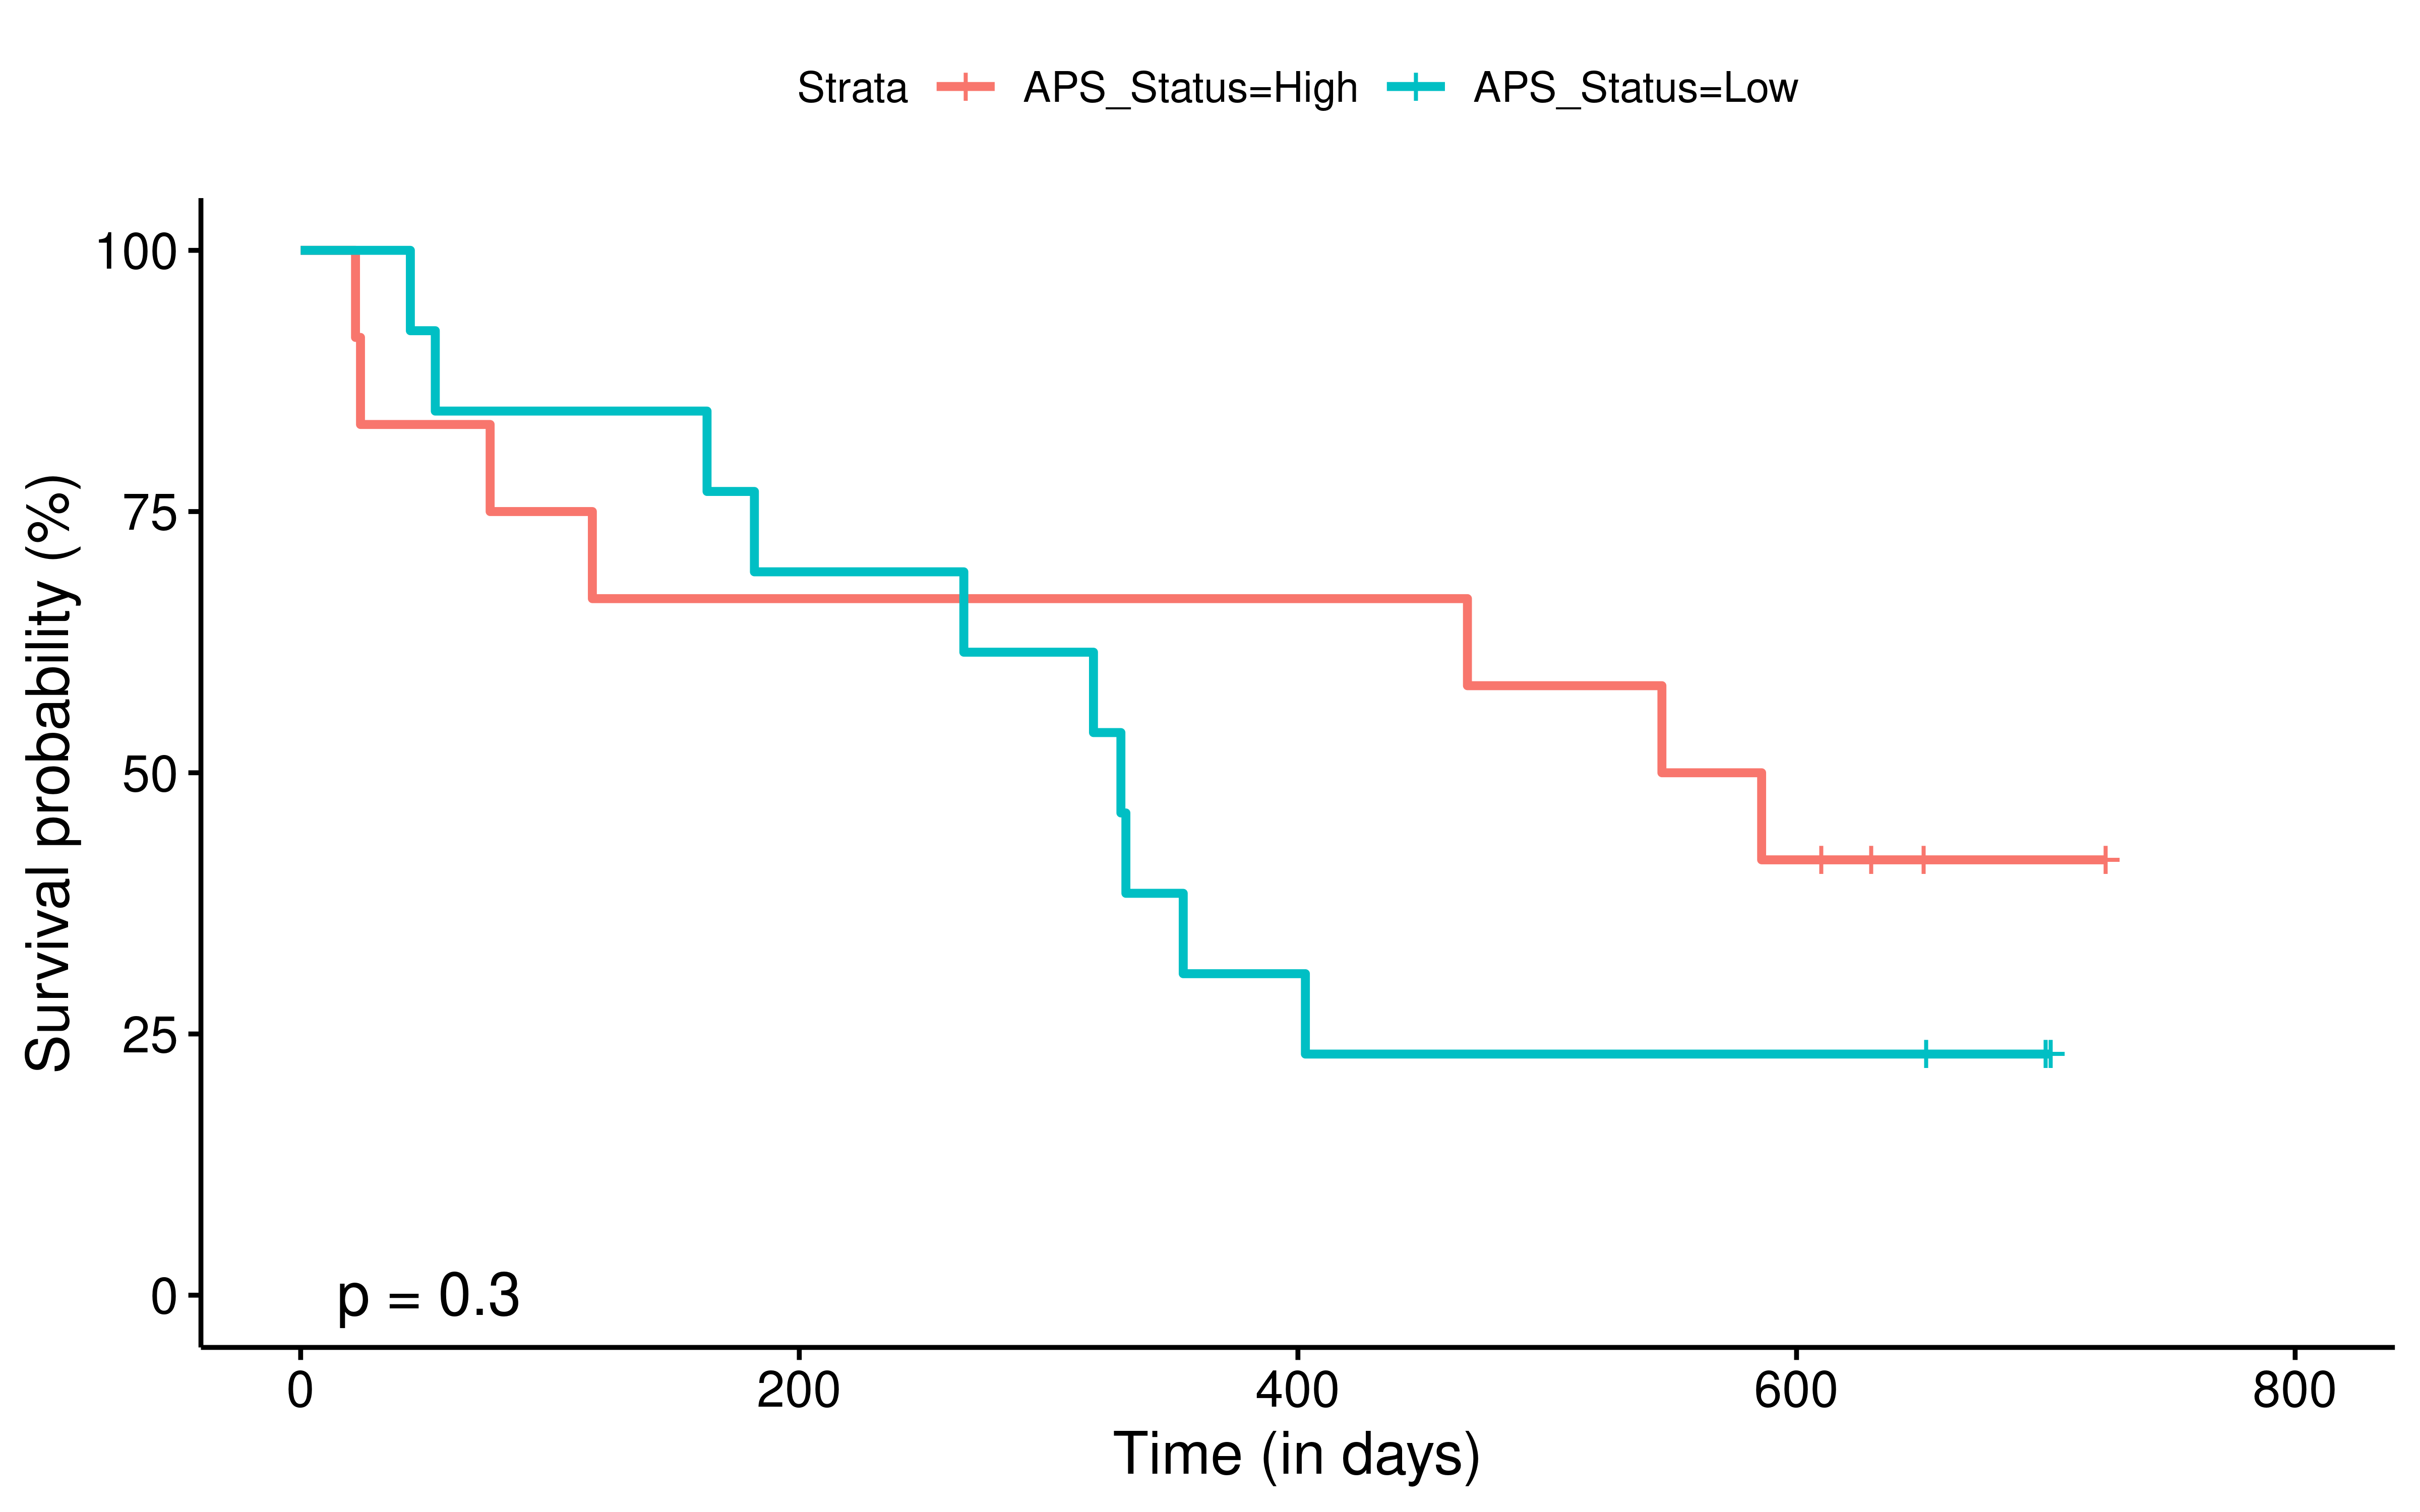 Strata APS_Status=High APS_Status=Low
Survival probability (%)
100
75
50
25
0
p = 0.3
0 200 400 600 800
Time (in days)